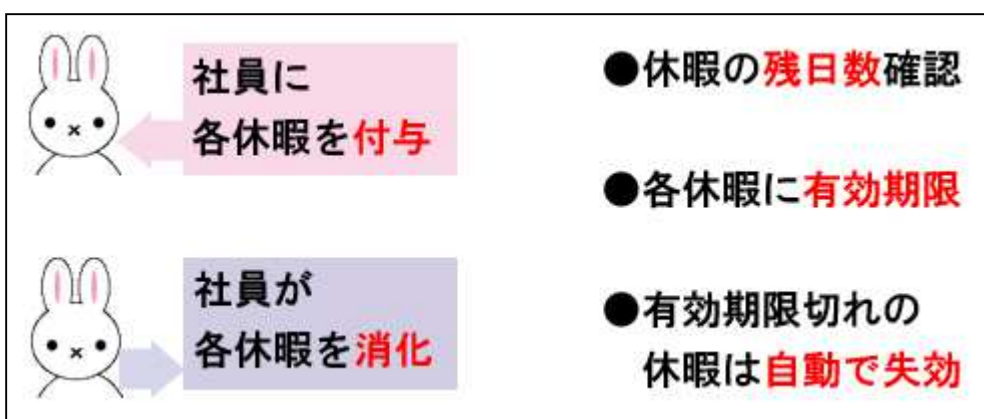 社員に
各休暇を付与
社員が
各休暇を消化
●休暇の残日数確認
●各休暇に有効期限
●有効期限切れの
休暇は自動で失効